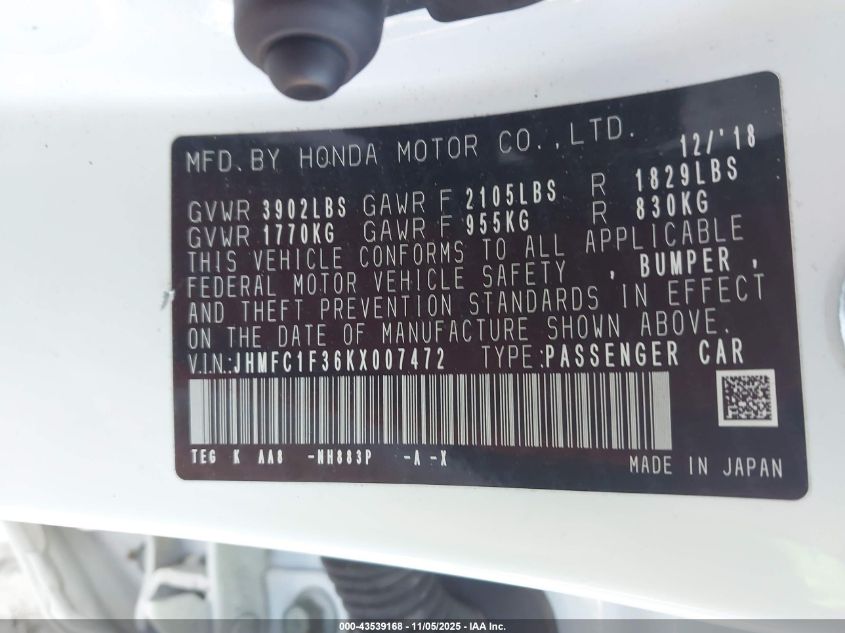 MFD. BY HONDA MOTOR CO.,LTD. 12/'18
GVWR 3902LBS GAWR F 2105LBS R 1829LBS
GVWR 1770KG GAWR F 955KG R 830KG
THIS VEHICLE CONFORMS TO ALL APPLICABLE
FEDERAL MOTOR VEHICLE SAFETY , BUMPER ,
AND THEFT PREVENTION STANDARDS IN EFFECT
ON THE DATE OF MANUFACTURE SHOWN ABOVE.
V.I.N.:JHMFC1F36KX007472 TYPE:PASSENGER CAR
TEG K AA8 -NH883P -A -X
MADE IN JAPAN
000-43539168 - 11/05/2025 - IAA Inc.